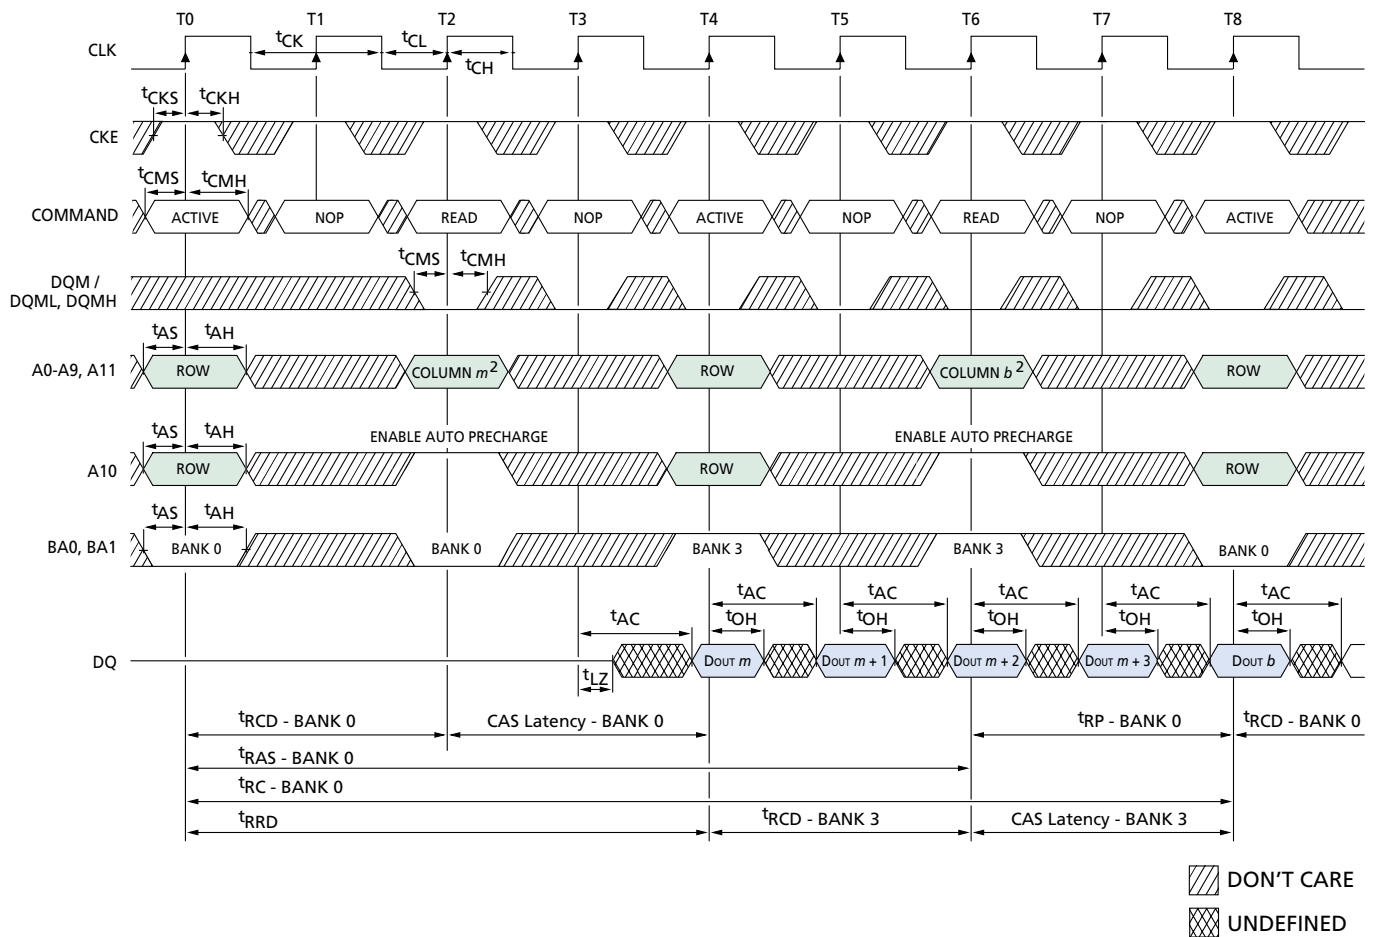 T0 T1 T2 T3 T4 T5 T6 T7 T8
CLK
tCK tCL
tCH
tCKS tCKH
CKE
tCMS tCMH
COMMAND ACTIVE NOP READ NOP ACTIVE NOP READ NOP ACTIVE
tCMS tCMH
DQM /
DQML, DQMH
tAS tAH
A0-A9, A11 ROW COLUMN m2 ROW COLUMN b2 ROW
tAS tAH ENABLE AUTO PRECHARGE ENABLE AUTO PRECHARGE
A10 ROW ROW ROW
tAS tAH
BA0, BA1 BANK 0 BANK 0 BANK 3 BANK 3 BANK 0
tAC tAC tAC tAC tAC
tAC tOH tOH tOH tOH tOH
DQ DOUT m DOUT m + 1 DOUT m + 2 DOUT m + 3 DOUT b
tLZ
tRCD - BANK 0 CAS Latency - BANK 0 tRP - BANK 0 tRCD - BANK 0
tRAS - BANK 0
tRC - BANK 0
tRRD tRCD - BANK 3 CAS Latency - BANK 3
DON'T CARE
UNDEFINED